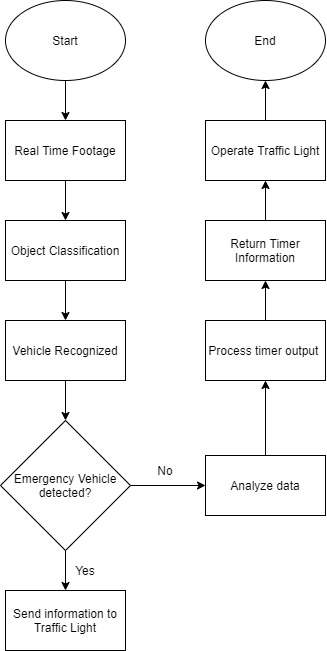 Start
Real Time Footage
Object Classification
Vehicle Recognized
Emergency Vehicle
detected?
Yes
Send information to
Traffic Light
No
Analyze data
Process timer output
Return Timer
Information
Operate Traffic Light
End